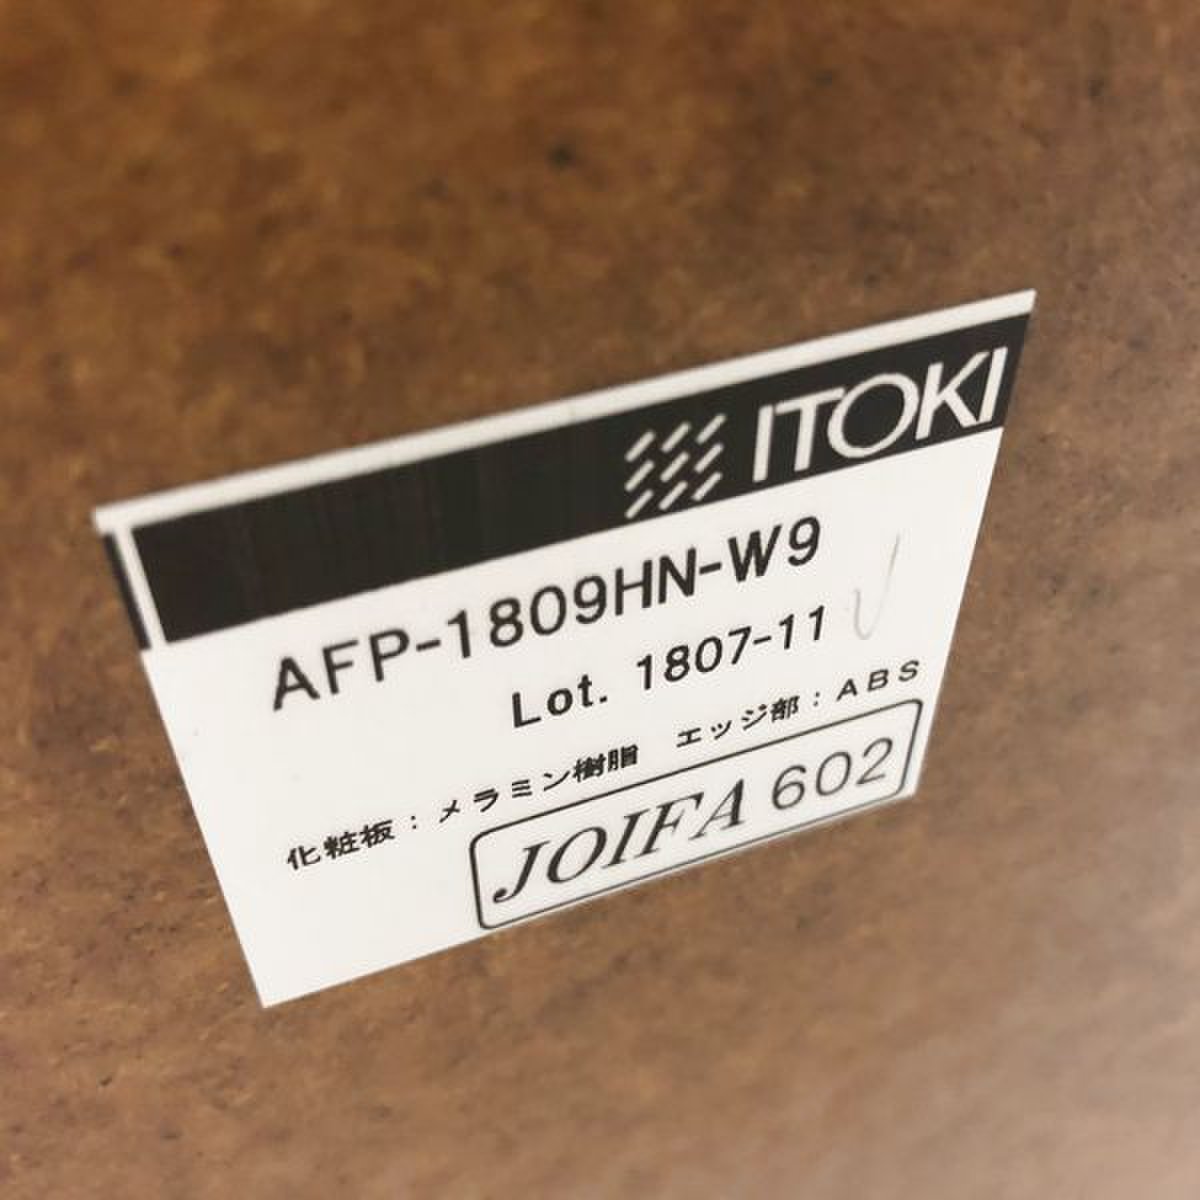 ITOKI
AFP-1809HN-W9
Lot. 1807-11
化粧板:メラミン樹脂　エッジ部:ABS
JOIFA 602